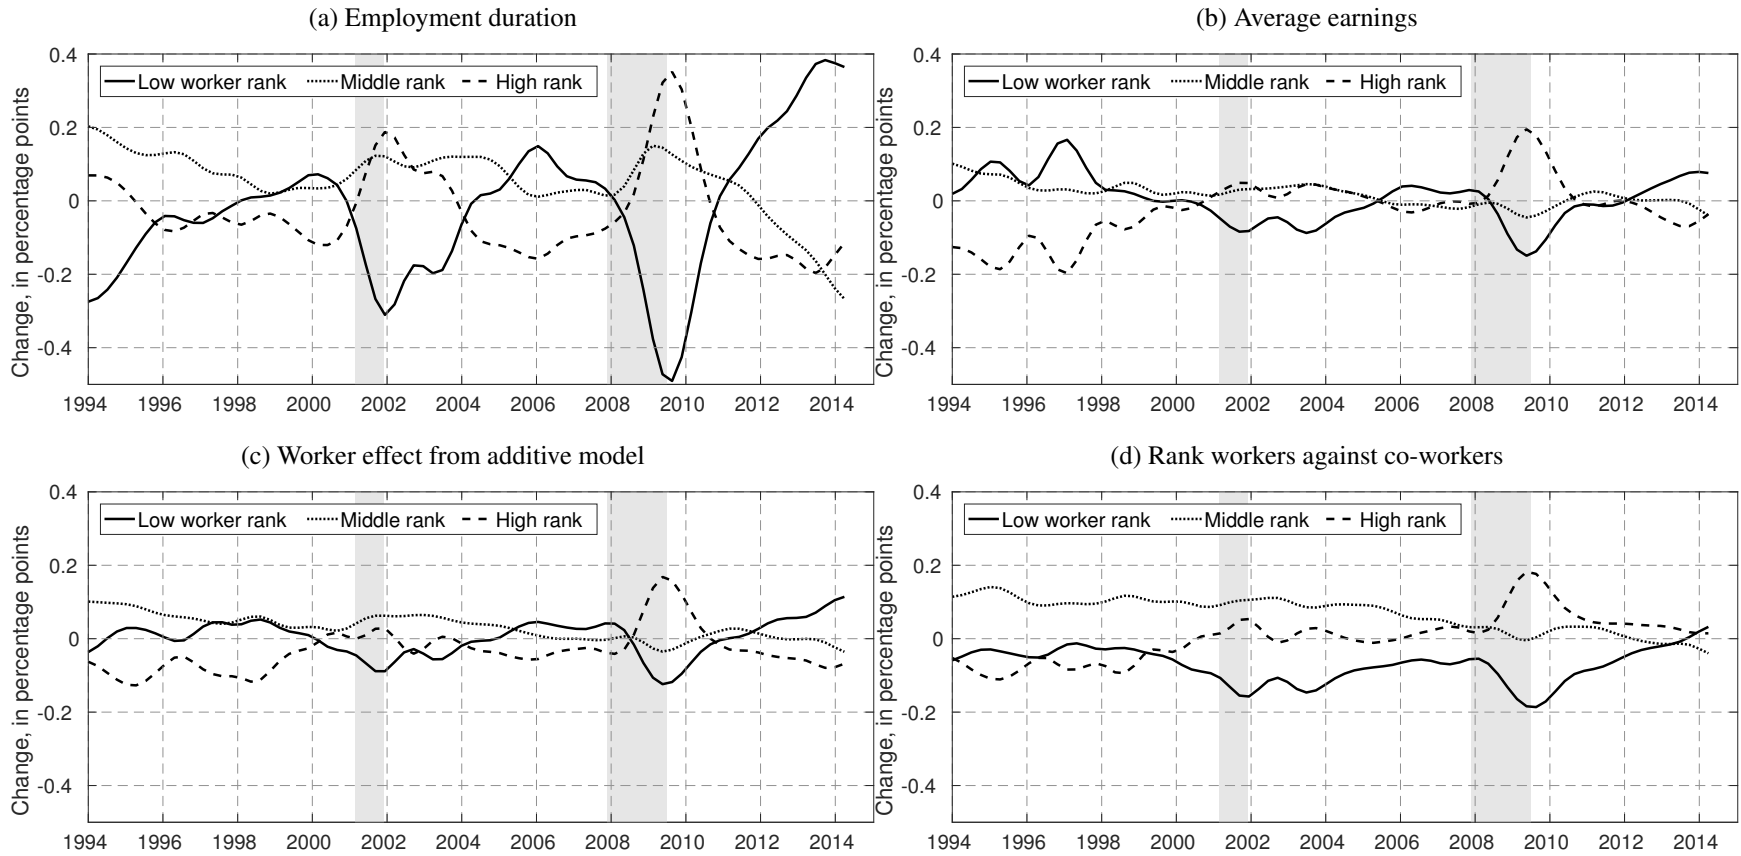 (a) Employment duration
Change, in percentage points
0.4
0.2
0
-0.2
-0.4
Low worker rank Middle rank High rank
1994 1996 1998 2000 2002 2004 2006 2008 2010 2012 2014
(b) Average earnings
Change, in percentage points
0.4
0.2
0
-0.2
-0.4
Low worker rank Middle rank High rank
1994 1996 1998 2000 2002 2004 2006 2008 2010 2012 2014
(c) Worker effect from additive model
Change, in percentage points
0.4
0.2
0
-0.2
-0.4
Low worker rank Middle rank High rank
1994 1996 1998 2000 2002 2004 2006 2008 2010 2012 2014
(d) Rank workers against co-workers
Change, in percentage points
0.4
0.2
0
-0.2
-0.4
Low worker rank Middle rank High rank
1994 1996 1998 2000 2002 2004 2006 2008 2010 2012 2014